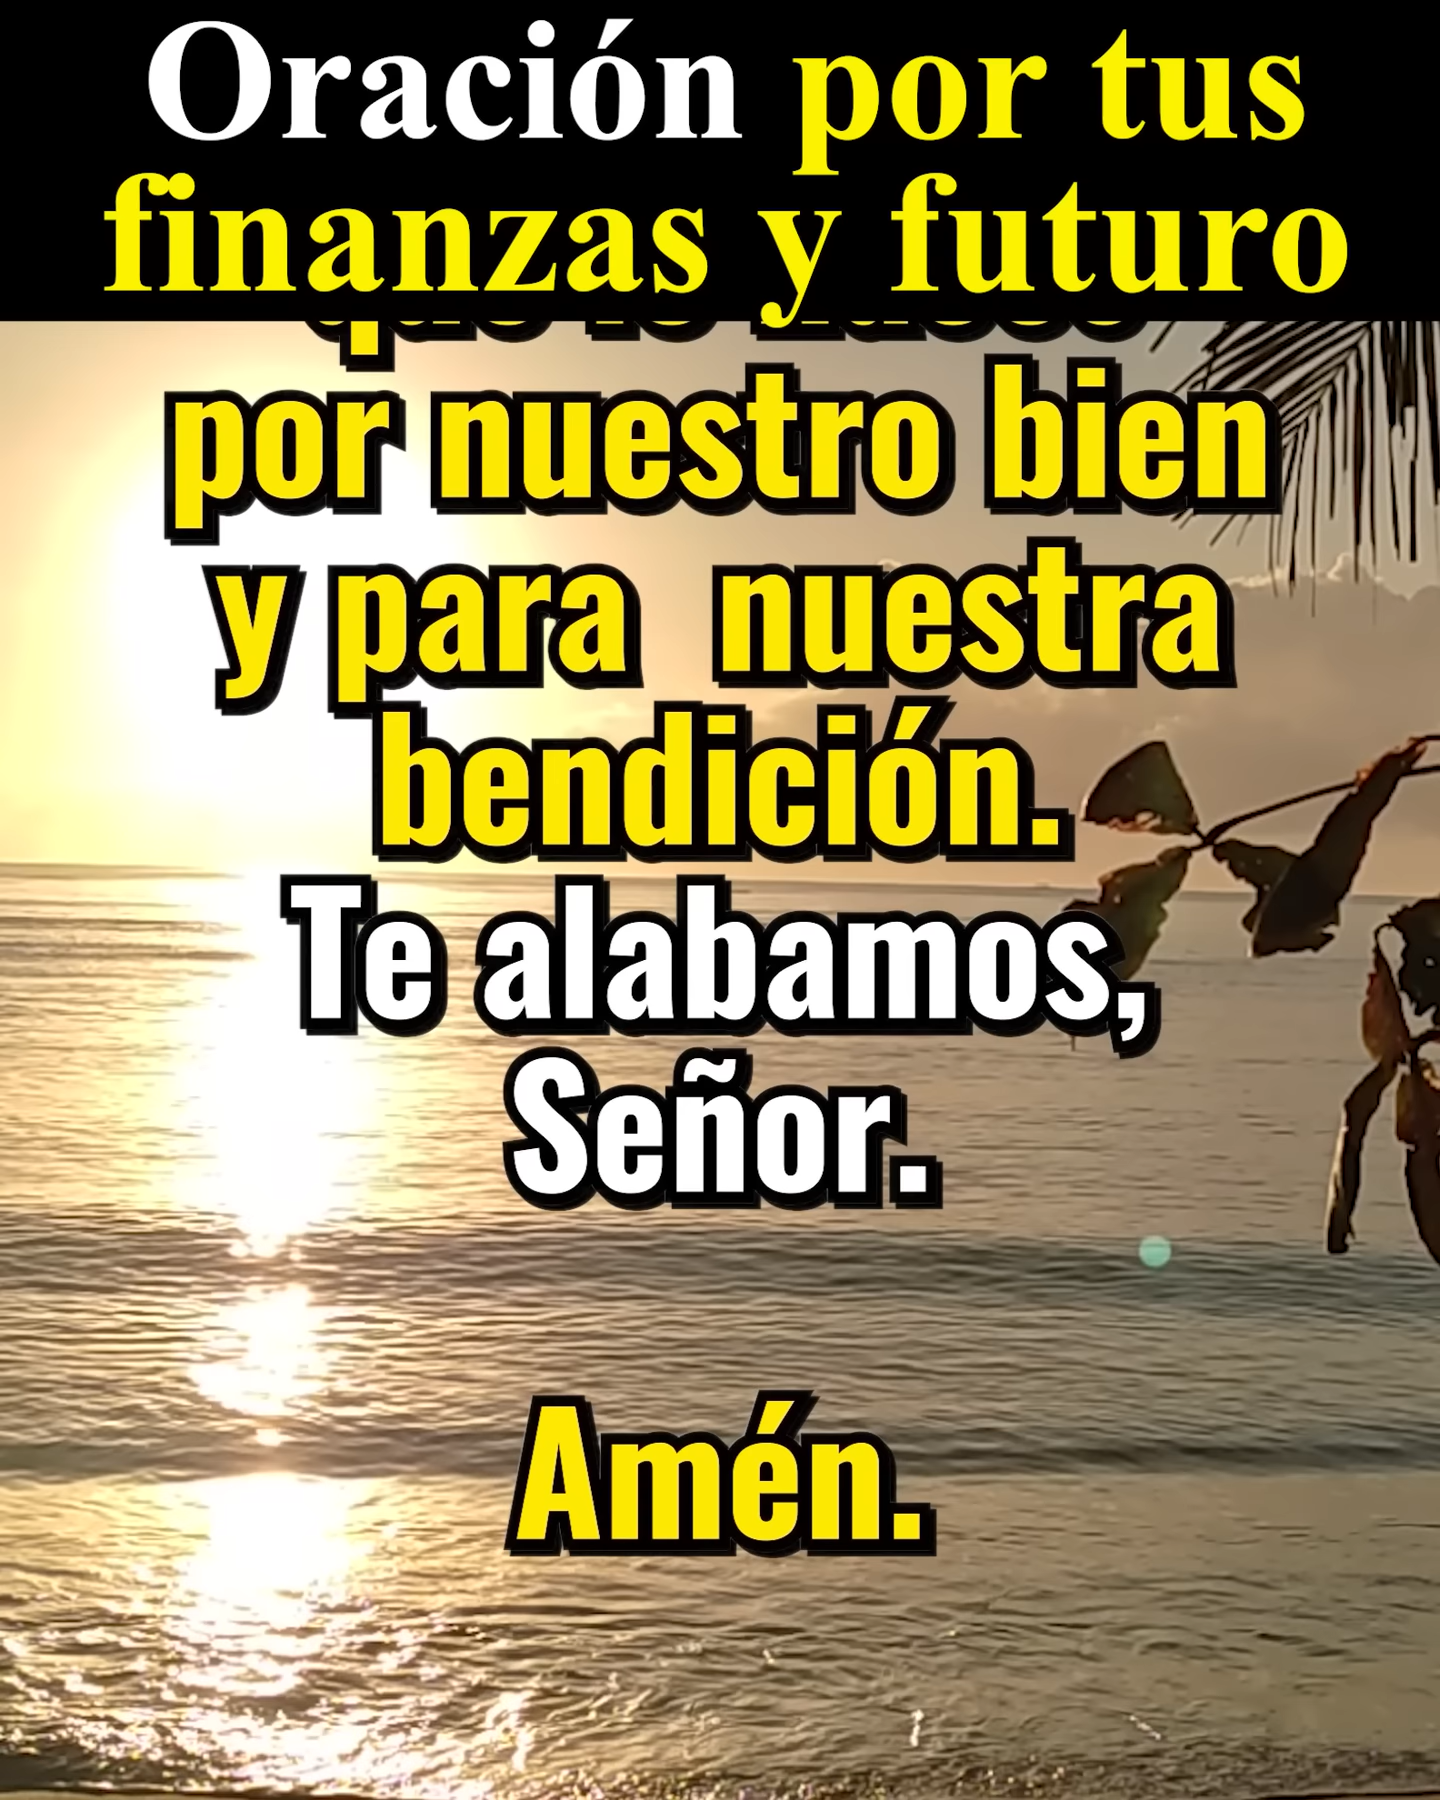 Oración por tus
finanzas y futuro
por nuestro bien
y para nuestra
bendición.
Te alabamos,
Señor.
Amén.